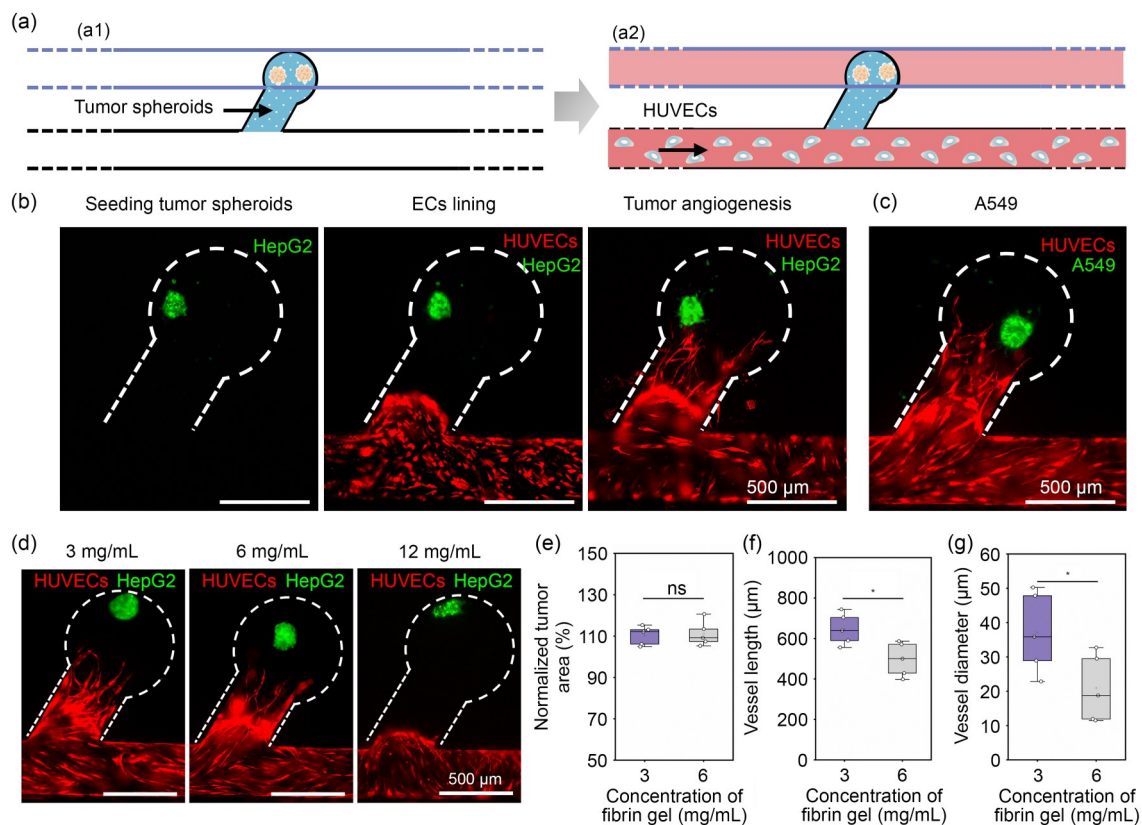 (a)
(a1)
Tumor spheroids
(a2)
HUVECs
(b)
Seeding tumor spheroids
HepG2
ECs lining
HUVECs
HepG2
Tumor angiogenesis
HUVECs
HepG2
500 µm
(c)
A549
HUVECs
A549
500 µm
(d)
3 mg/mL
HUVECs HepG2
6 mg/mL
HUVECs HepG2
12 mg/mL
HUVECs HepG2
500 µm
(e)
Normalized tumor
area (%)
150
130
110
90
70
50
ns
3 6
Concentration of
fibrin gel (mg/mL)
(f)
Vessel length (µm)
1000
800
600
400
200
0
*
3 6
Concentration of
fibrin gel (mg/mL)
(g)
Vessel diameter (µm)
60
50
40
30
20
10
0
*
3 6
Concentration of
fibrin gel (mg/mL)